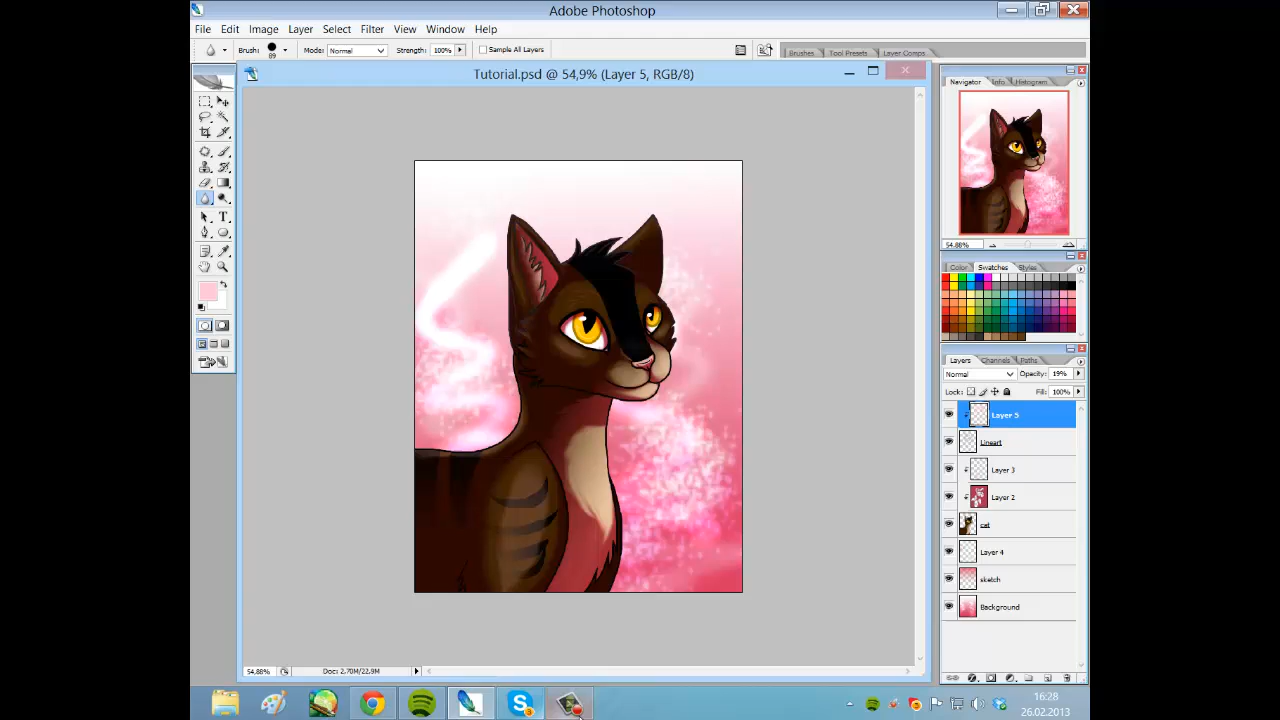 Adobe Photoshop
File Edit Image Layer Select Filter View Window Help
Brush: 89 Mode: Normal Strength: 100% Sample All Layers Brushes Tool Presets Layer Comps
Tutorial.psd @ 54,9% (Layer 5, RGB/8)
Navigator Info Histogram
54.88%
Color Swatches Styles
Layers Channels Paths
Normal Opacity: 19%
Lock: Fill: 100%
Layer 5
Lineart
Layer 3
Layer 2
cat
Layer 4
sketch
Background
54,88% Doc: 2,70M/22,9M
16:28
26.02.2013